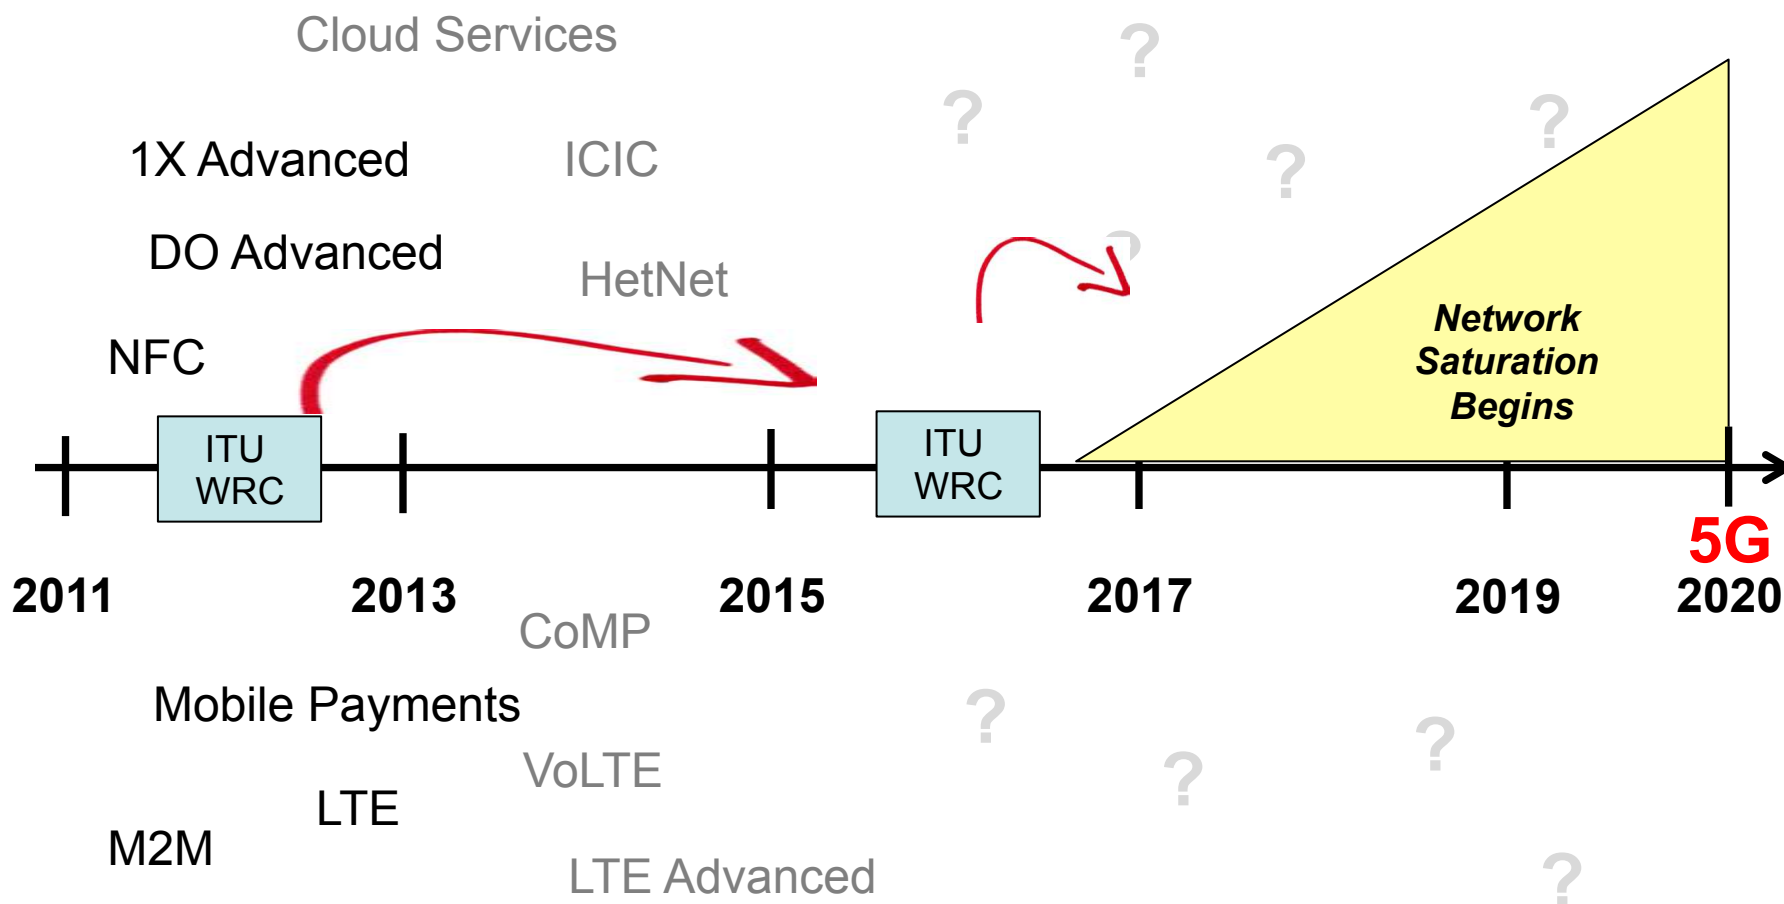 Cloud Services
?
?
?
1X Advanced
ICIC
?
DO Advanced
HetNet
?
Network
Saturation
Begins
NFC
ITU
WRC
ITU
WRC
5G
2011
2013
2015
2017
2019
2020
CoMP
Mobile Payments
?
?
VoLTE
?
LTE
M2M
LTE Advanced
?